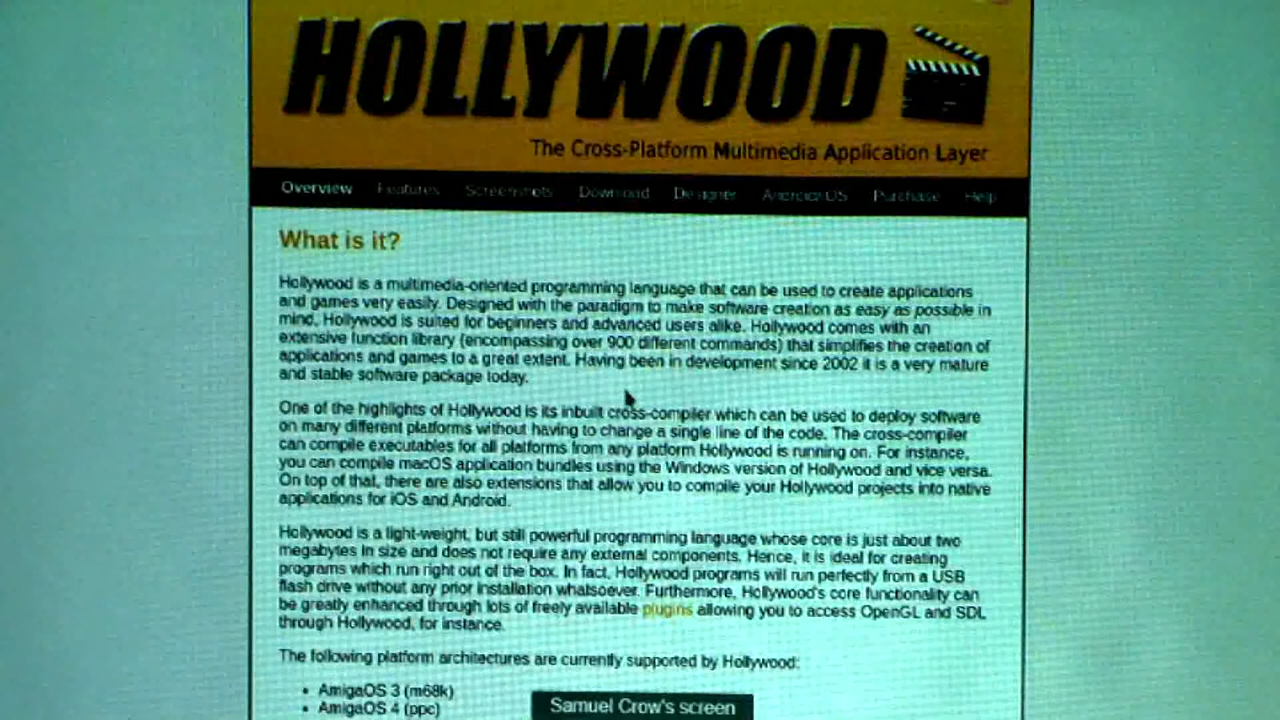 HOLLYWOOD
The Cross-Platform Multimedia Application Layer
Overview Features Screenshots Download Designer Android/iOS Purchase Help
What is it?
Hollywood is a multimedia-oriented programming language that can be used to create applications
and games very easily. Designed with the paradigm to make software creation as easy as possible in
mind, Hollywood is suited for beginners and advanced users alike. Hollywood comes with an
extensive function library (encompassing over 900 different commands) that simplifies the creation of
applications and games to a great extent. Having been in development since 2002 it is a very mature
and stable software package today.
One of the highlights of Hollywood is its inbuilt cross-compiler which can be used to deploy software
on many different platforms without having to change a single line of the code. The cross-compiler
can compile executables for all platforms from any platform Hollywood is running on. For instance,
you can compile macOS application bundles using the Windows version of Hollywood and vice versa.
On top of that, there are also extensions that allow you to compile your Hollywood projects into native
applications for iOS and Android.
Hollywood is a light-weight, but still powerful programming language whose core is just about two
megabytes in size and does not require any external components. Hence, it is ideal for creating
programs which run right out of the box. In fact, Hollywood programs will run perfectly from a USB
flash drive without any prior installation whatsoever. Furthermore, Hollywood's core functionality can
be greatly enhanced through lots of freely available plugins allowing you to access OpenGL and SDL
through Hollywood, for instance.
The following platform architectures are currently supported by Hollywood:
• AmigaOS 3 (m68k)
• AmigaOS 4 (ppc)
Samuel Crow's screen